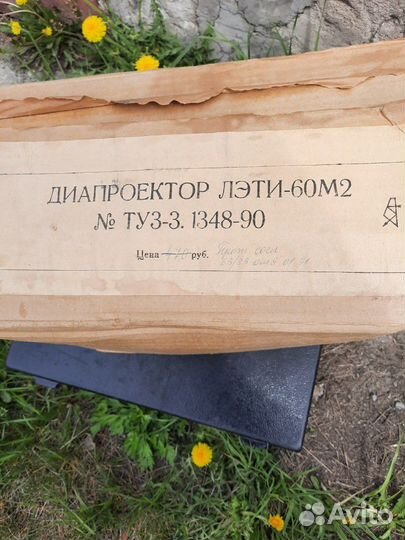 ДИАПРОЕКТОР ЛЭТИ-60М2
№ ТУЗ-3. 1348-90
Цена руб.
Avito